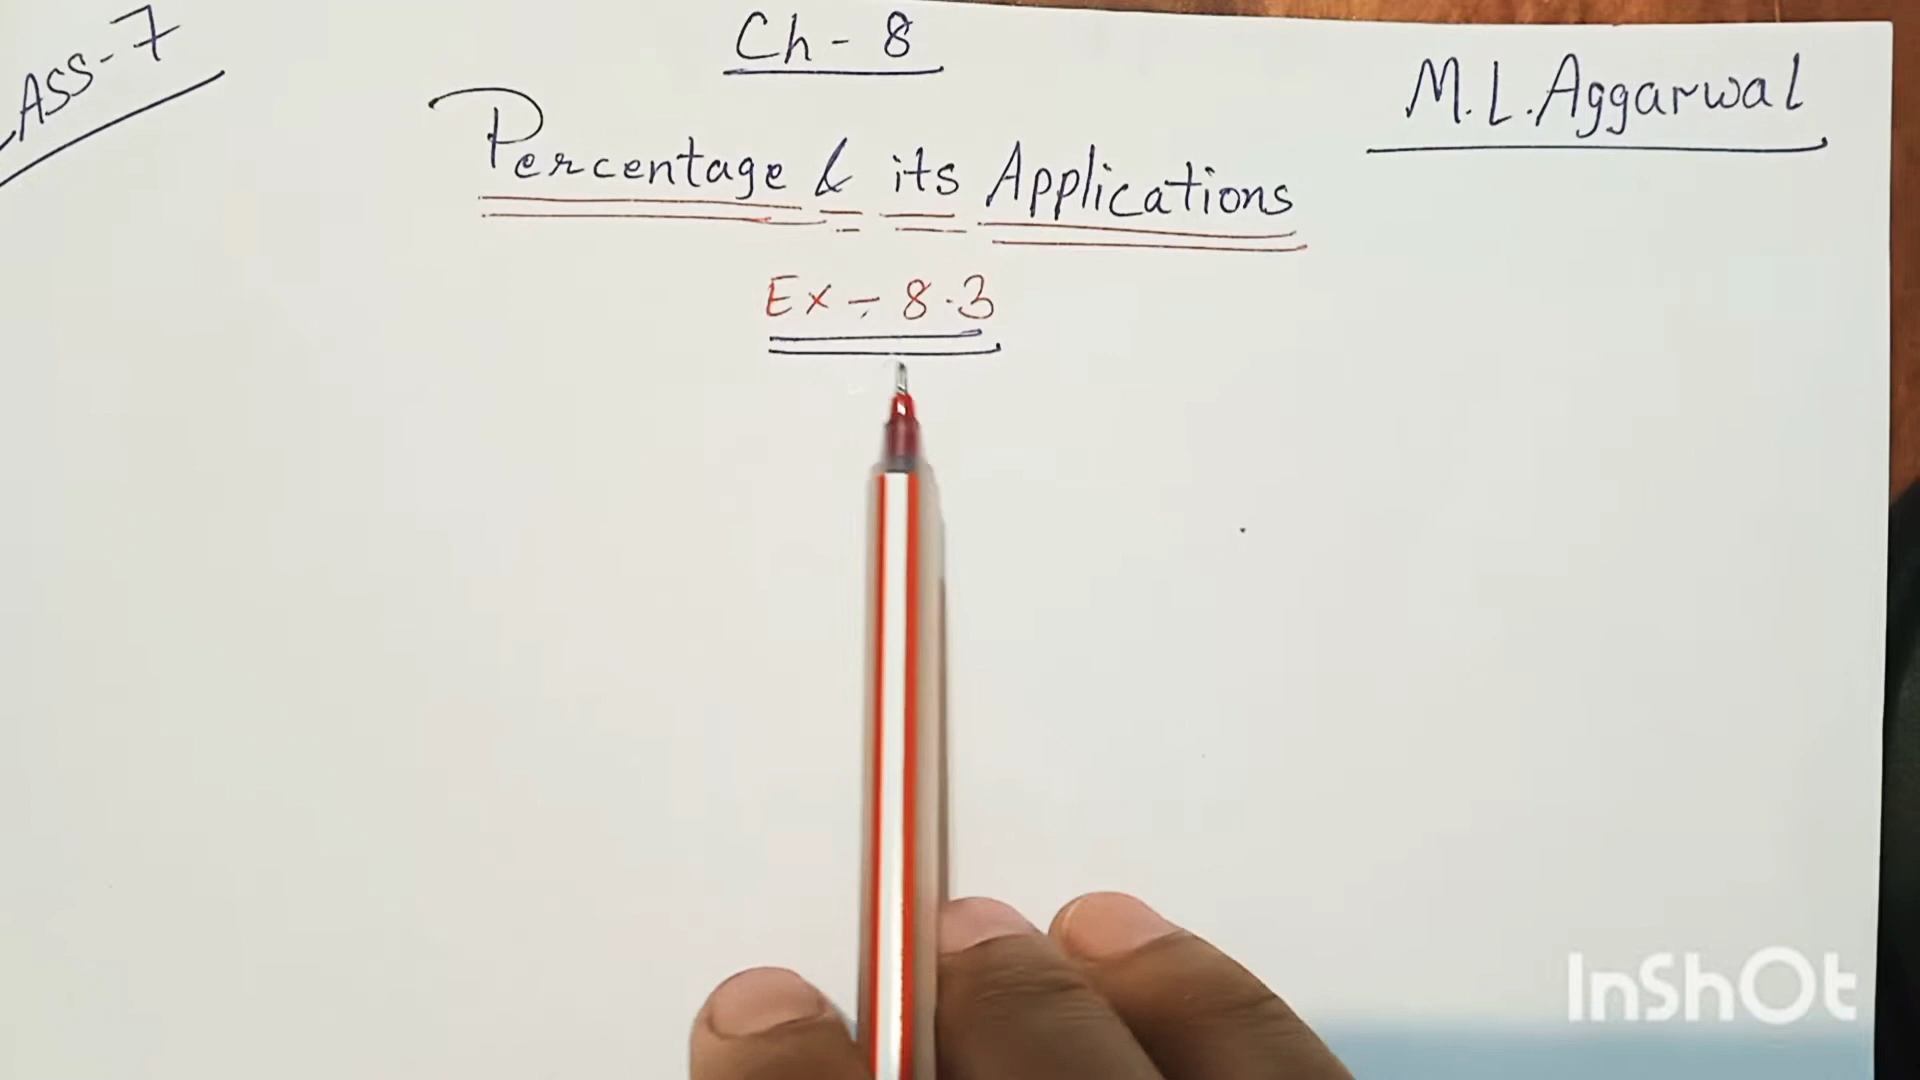 Ch - 8
ASS-7
M.L.Aggarwal
Percentage & its Applications
Ex - 8.3
InShOt